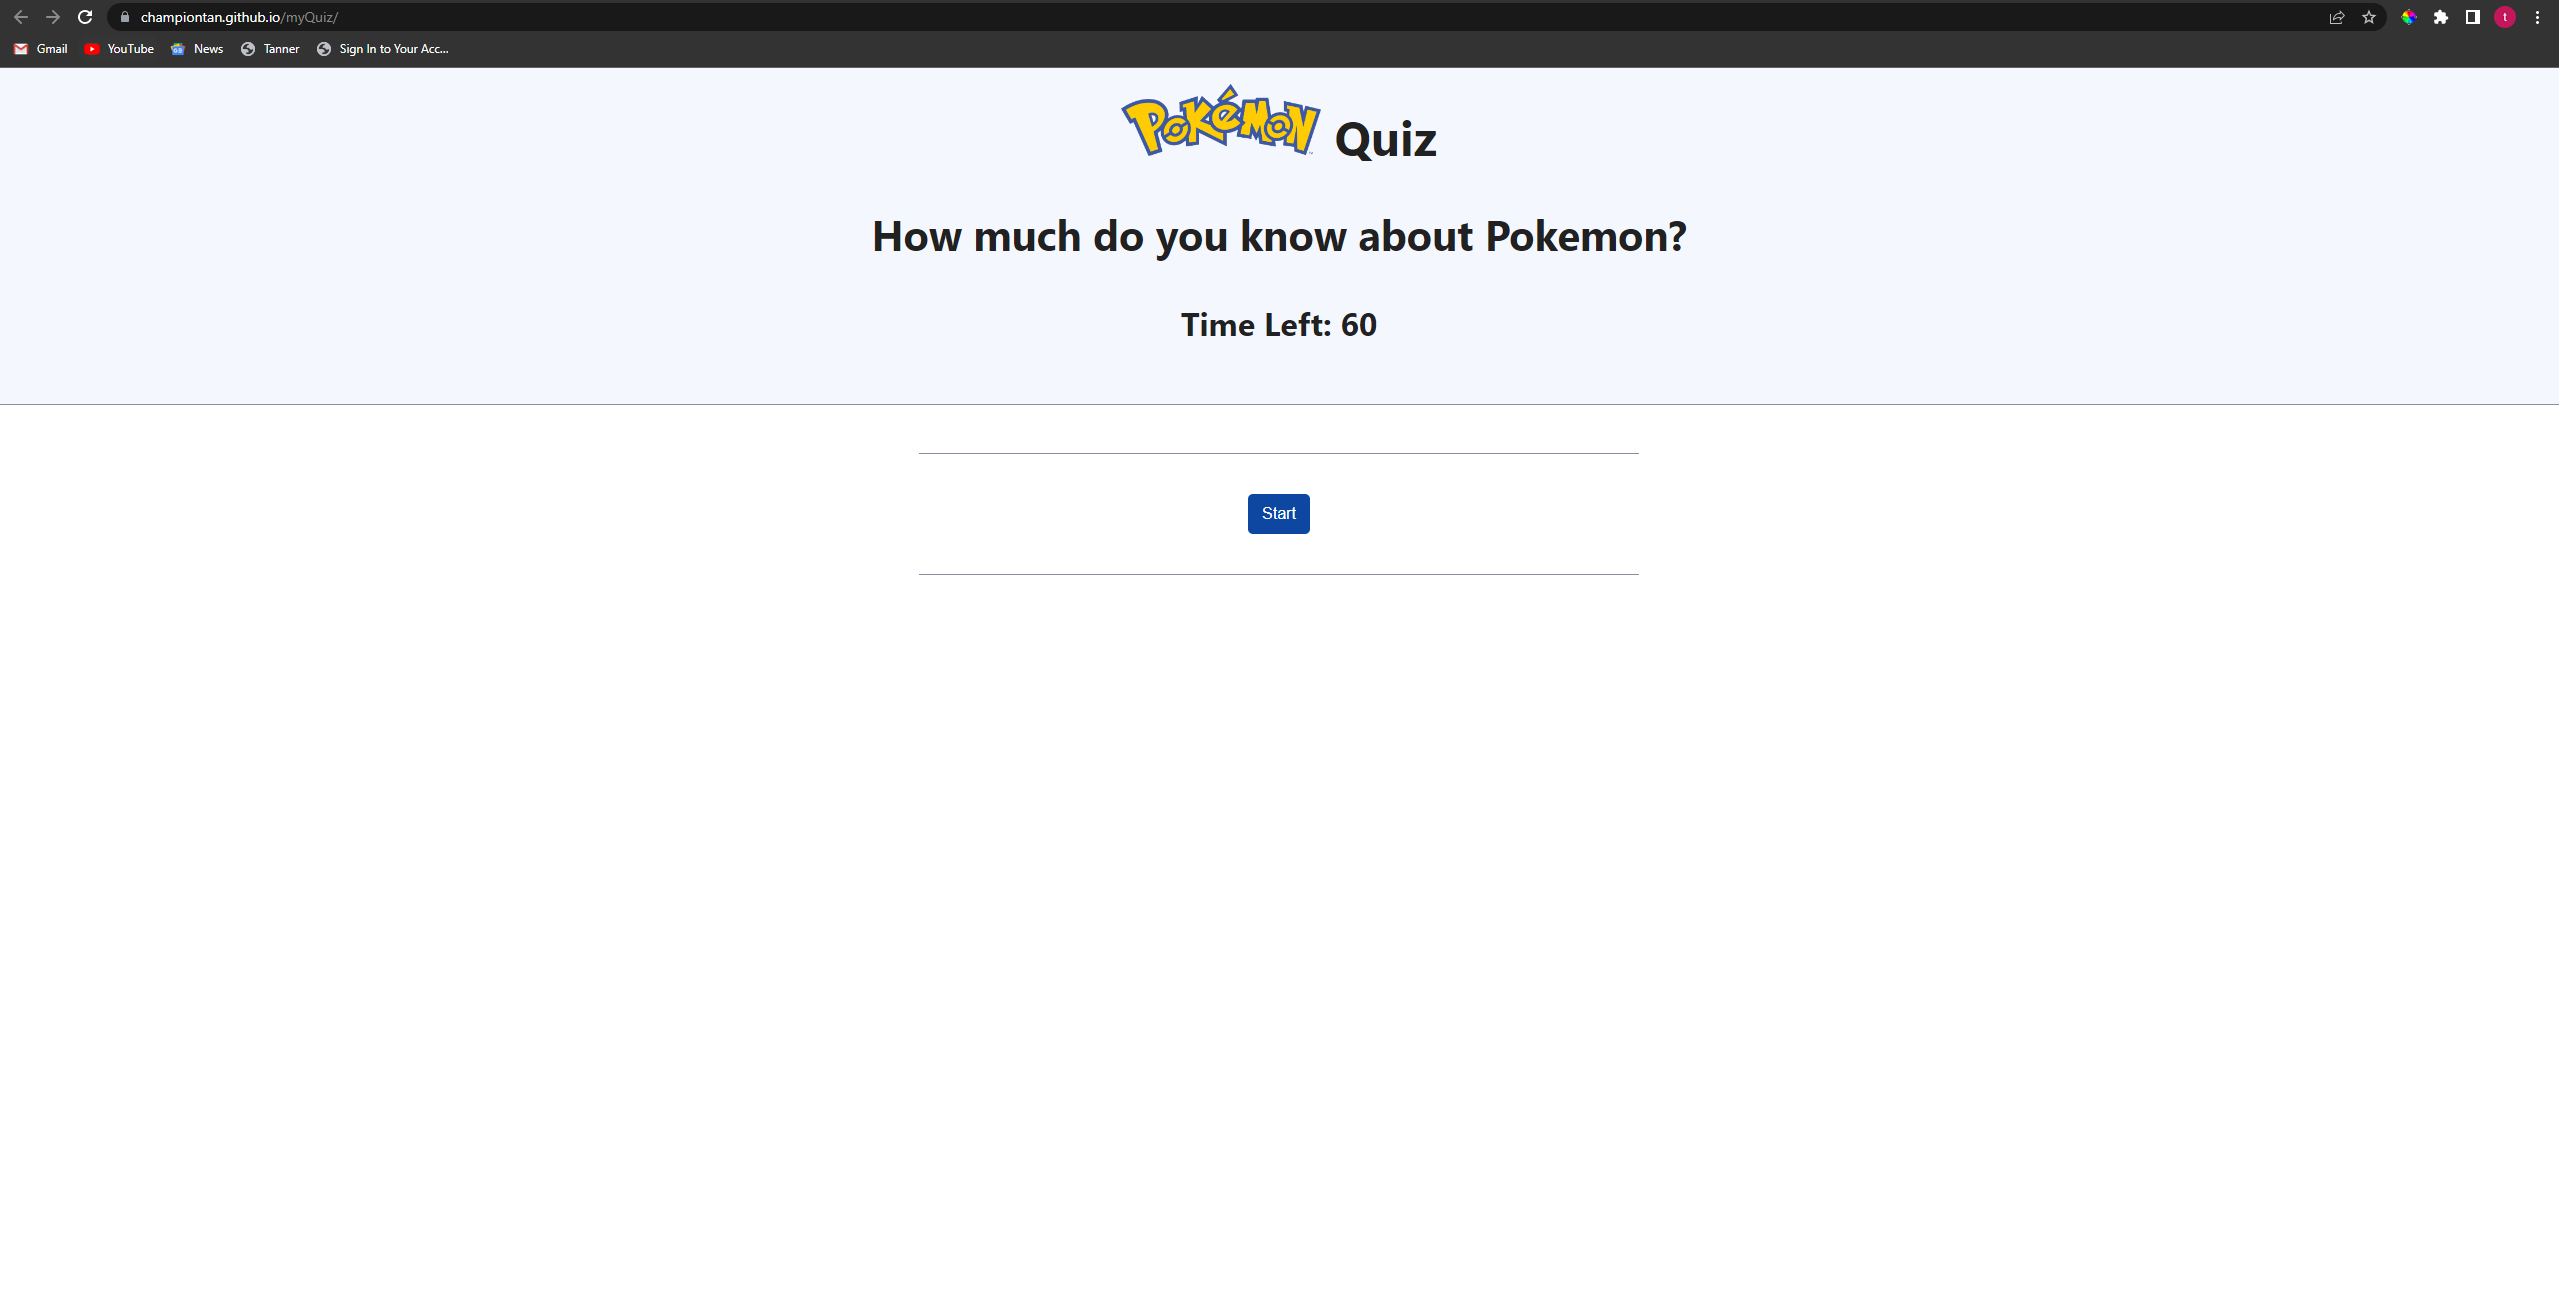 championtan.github.io/myQuiz/
t
Gmail YouTube News Tanner Sign In to Your Acc...
Pokémon Quiz
How much do you know about Pokemon?
Time Left: 60
Start